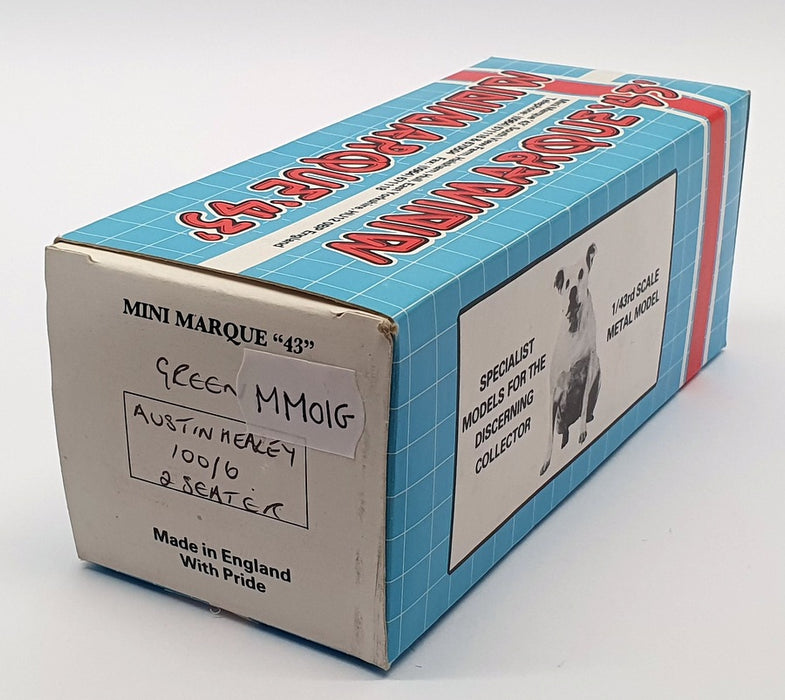 MINI MARQUE '43'
MINI MARQUE '43'
MINI MARQUE “43”
GREEN
MM01G
AUSTIN HEALEY
100/6
2 SEATER
Made in England
With Pride
SPECIALIST
MODELS FOR THE
DISCERNING
COLLECTOR
1/43rd SCALE
METAL MODEL